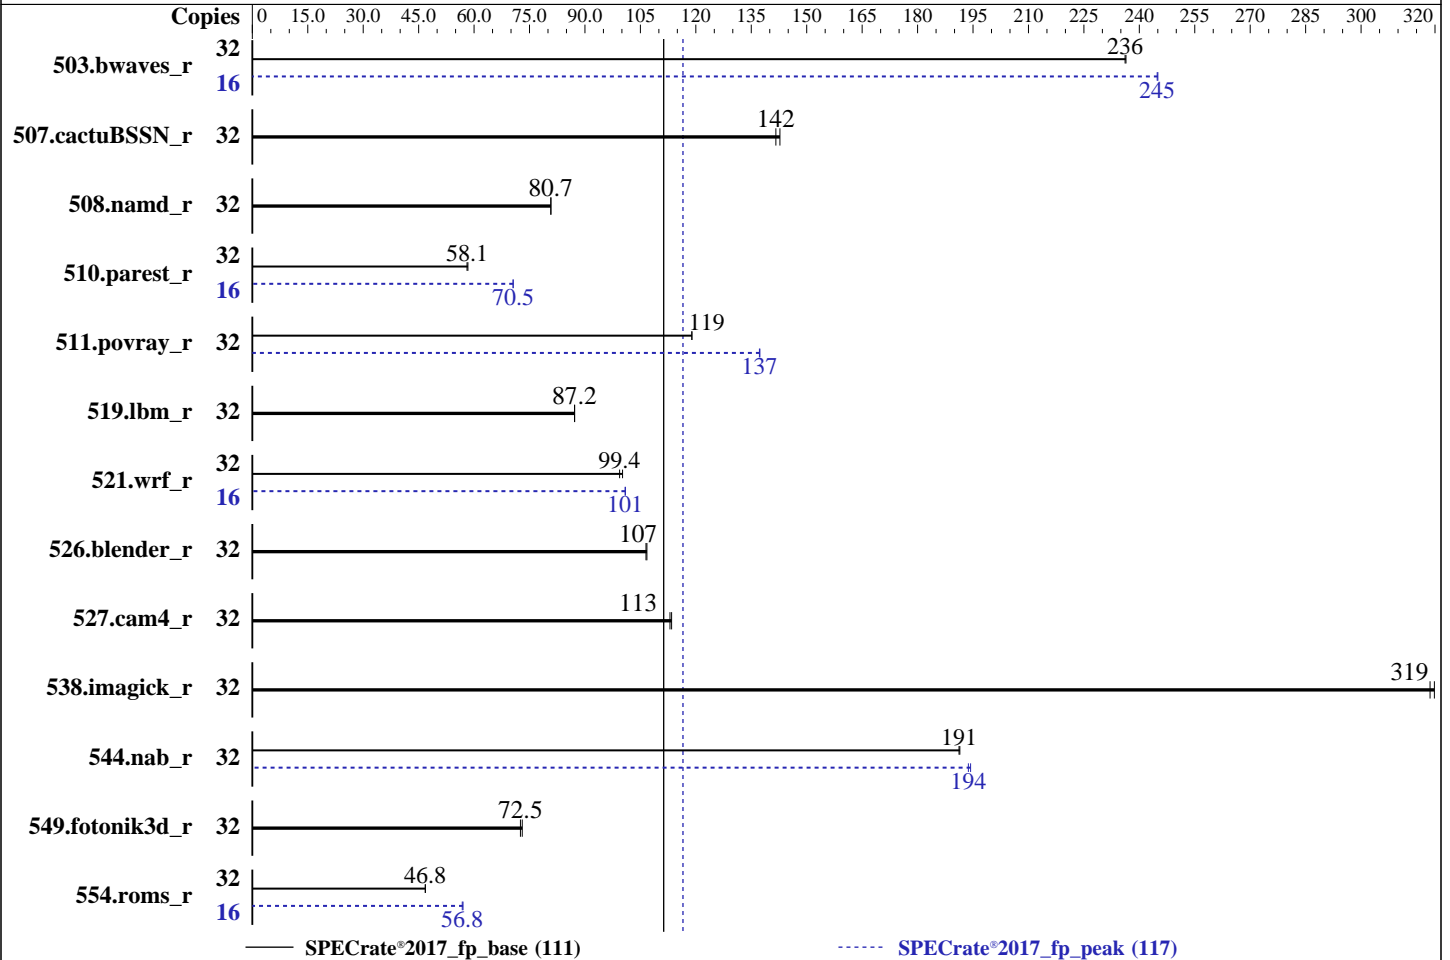 Copies 0 15.0 30.0 45.0 60.0 75.0 90.0 105 120 135 150 165 180 195 210 225 240 255 270 285 300 320
503.bwaves_r 32 236
16 245
507.cactuBSSN_r 32 142
508.namd_r 32 80.7
510.parest_r 32 58.1
16 70.5
511.povray_r 32 119
137
519.lbm_r 32 87.2
521.wrf_r 32 99.4
16 101
526.blender_r 32 107
527.cam4_r 32 113
538.imagick_r 32 319
544.nab_r 32 191
194
549.fotonik3d_r 32 72.5
554.roms_r 32 46.8
16 56.8
SPECrate®2017_fp_base (111) SPECrate®2017_fp_peak (117)